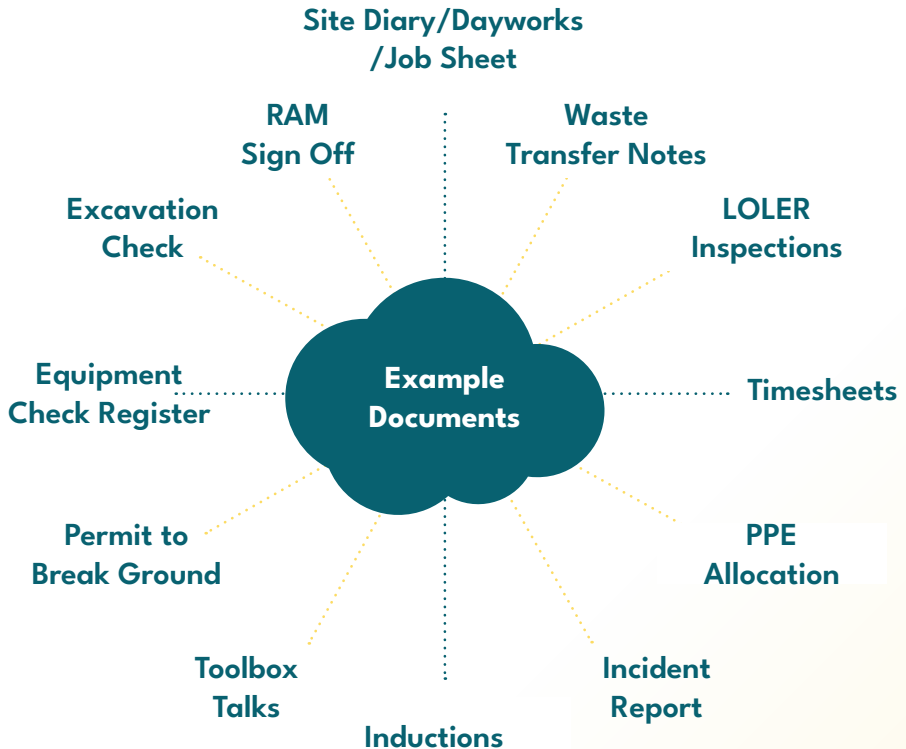 Site Diary/Dayworks
/Job Sheet
RAM
Sign Off
Waste
Transfer Notes
Excavation
Check
LOLER
Inspections
Equipment
Check Register
Example
Documents
Timesheets
Permit to
Break Ground
PPE
Allocation
Toolbox
Talks
Incident
Report
Inductions